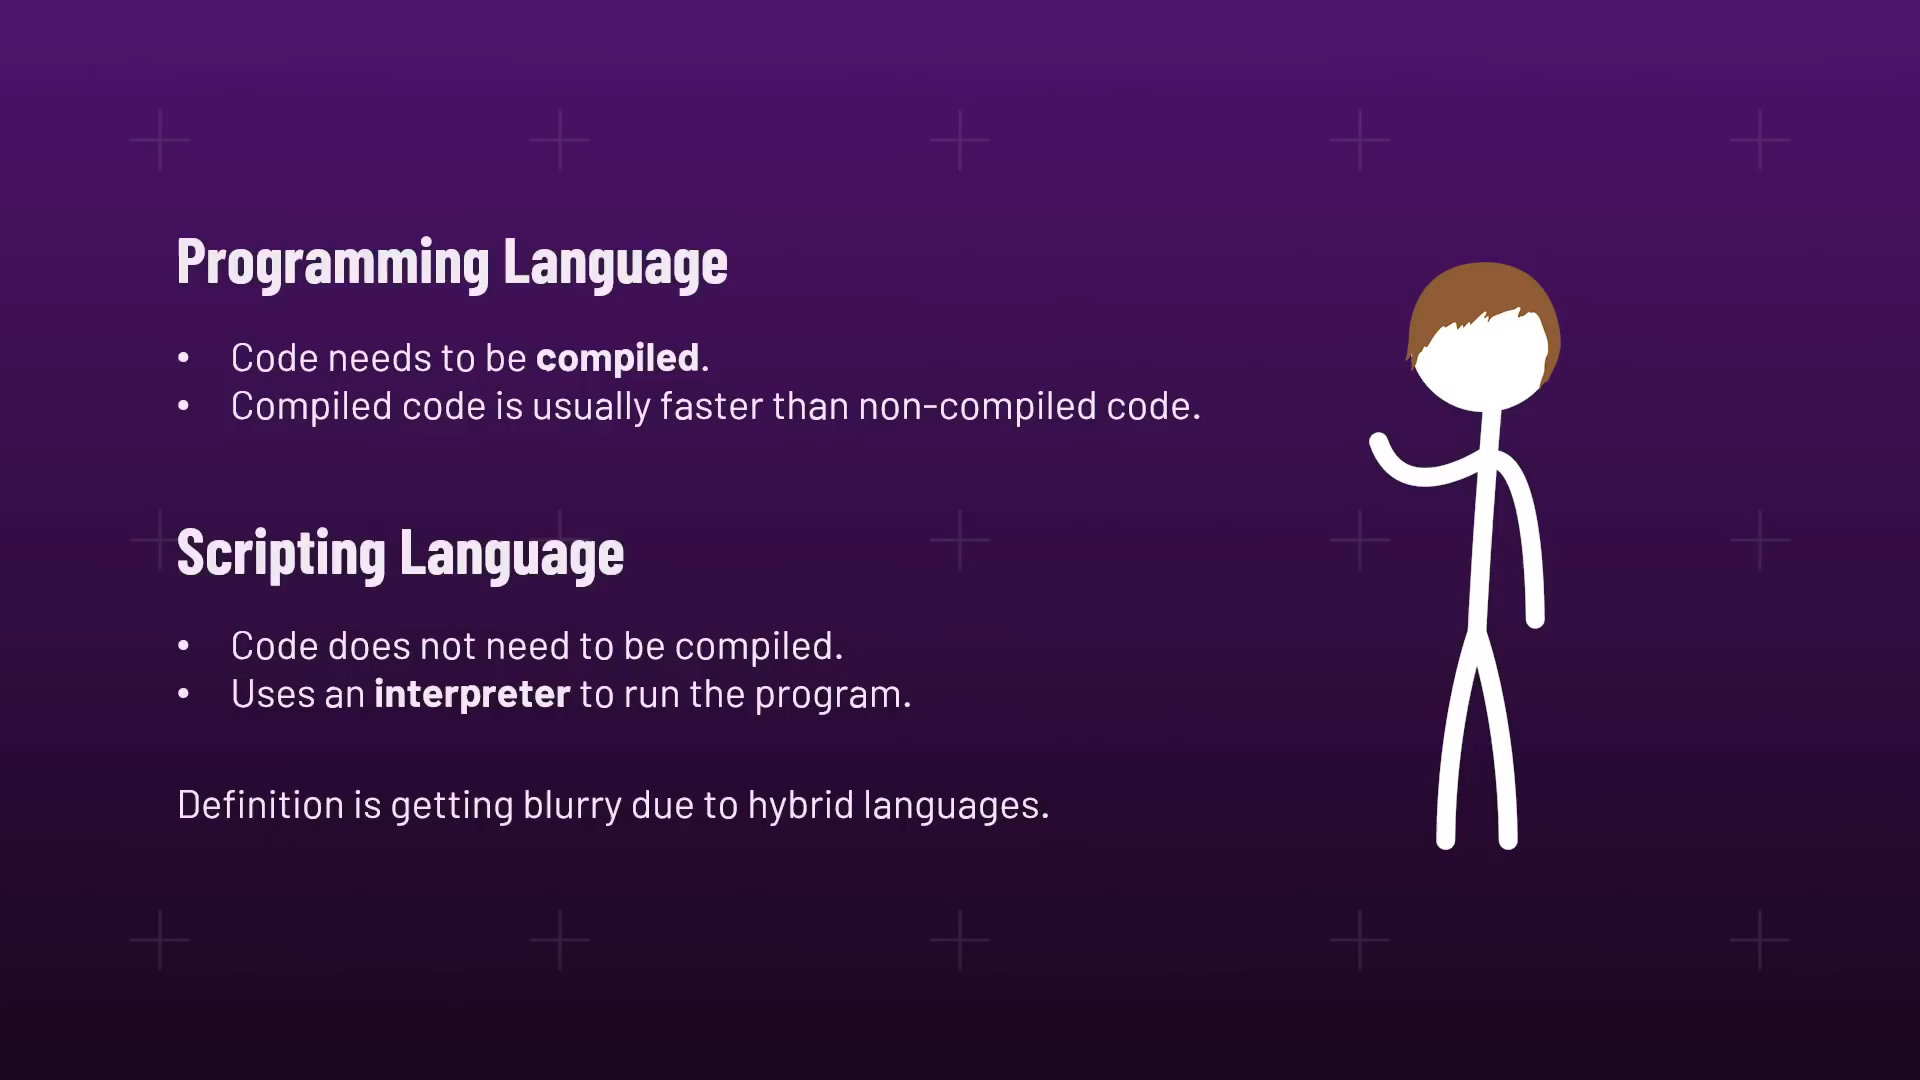 Programming Language
• Code needs to be compiled.
• Compiled code is usually faster than non-compiled code.
Scripting Language
• Code does not need to be compiled.
• Uses an interpreter to run the program.
Definition is getting blurry due to hybrid languages.